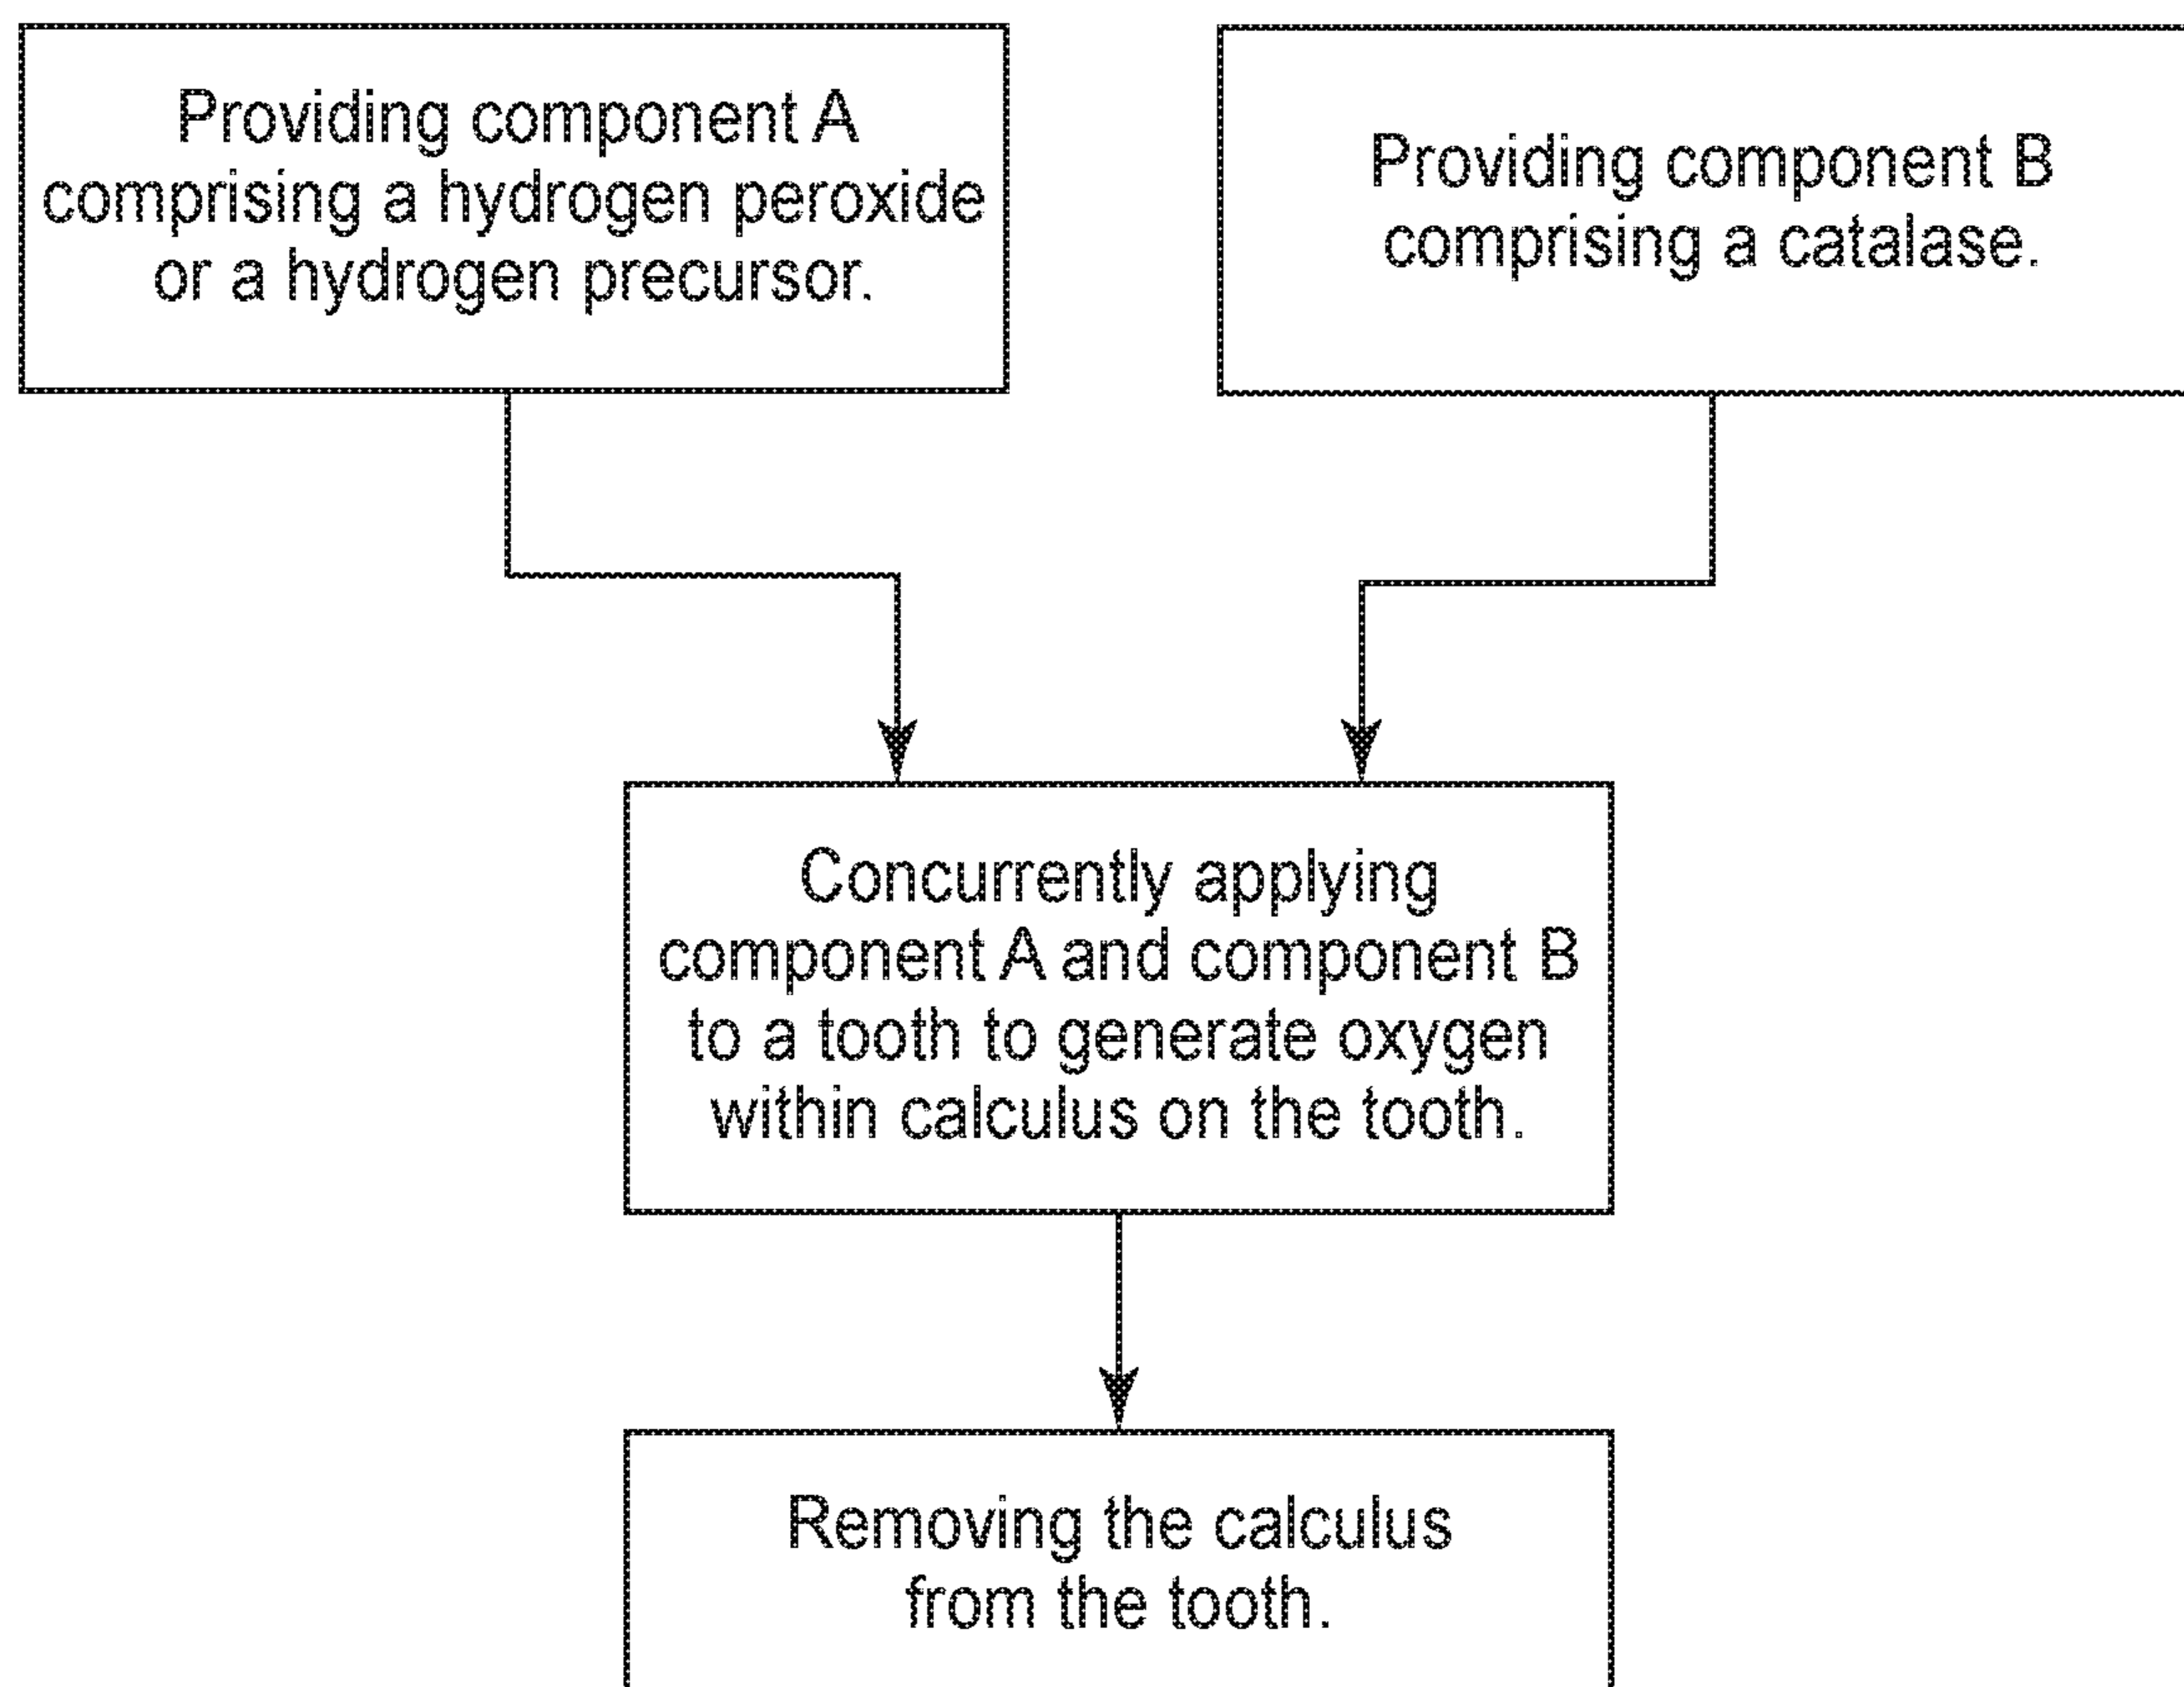 Providing component A
comprising a hydrogen peroxide
or a hydrogen precursor.
Providing component B
comprising a catalase.
Concurrently applying
component A and component B
to a tooth to generate oxygen
within calculus on the tooth.
Removing the calculus
from the tooth.